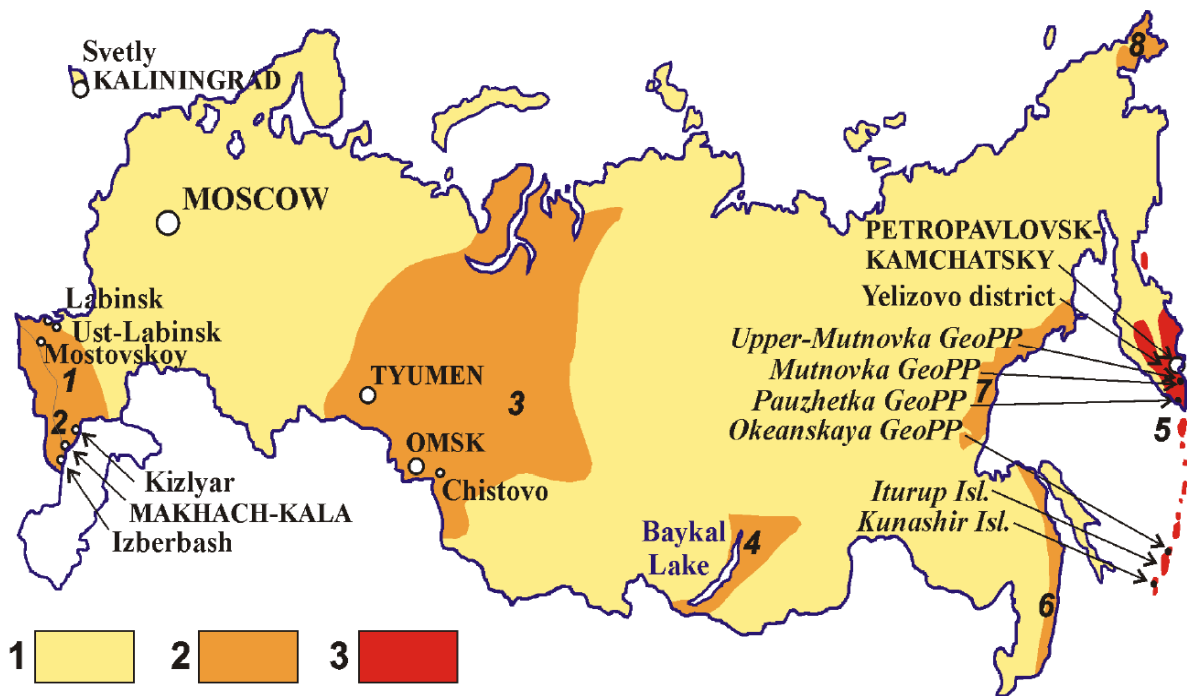 Svetly
KALININGRAD
8
MOSCOW
PETROPAVLOVSK-
KAMCHATSKY
Yelizovo district
Labinsk
Ust-Labinsk
Mostovskoy
Upper-Mutnovka GeoPP
Mutnovka GeoPP
Pauzhetka GeoPP
Okeanskaya GeoPP
1
TYUMEN
3
7
5
2
OMSK
Chistovo
Kizlyar
MAKHACH-KALA
Izberbash
Iturup Isl.
Kunashir Isl.
Baykal
Lake
4
6
1
2
3